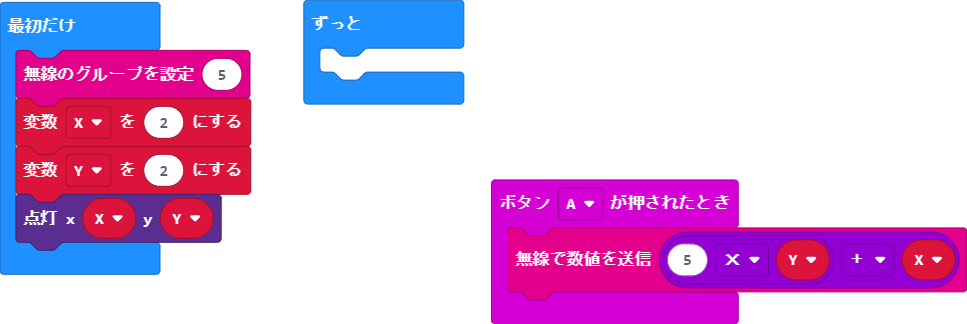 最初だけ
無線のグループを設定 5
変数 X を 2 にする
変数 Y を 2 にする
点灯 x X y Y
ずっと
ボタン A が押されたとき
無線で数値を送信 5 × Y + X